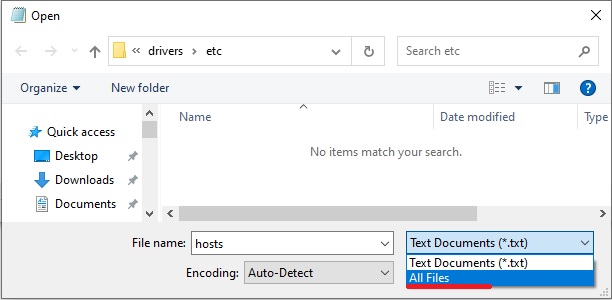 Open
« drivers › etc
Search etc
Organize
New folder
?
Name
Date modified
Type
Quick access
Desktop
Downloads
Documents
No items match your search.
File name: hosts
Text Documents (*.txt)
Text Documents (*.txt)
All Files
Encoding: Auto-Detect